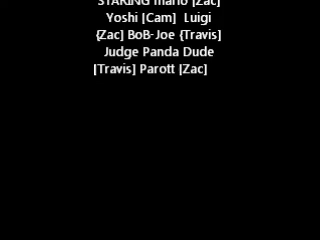 STARING mario [Zac]
Yoshi [Cam] Luigi
{Zac] BoB-Joe {Travis]
Judge Panda Dude
[Travis] Parott [Zac]